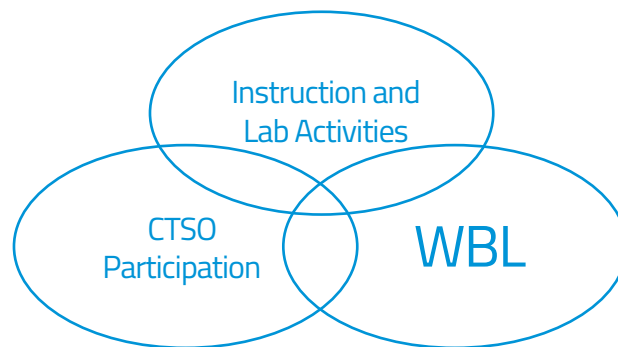 Instruction and
Lab Activities
CTSO
Participation
WBL